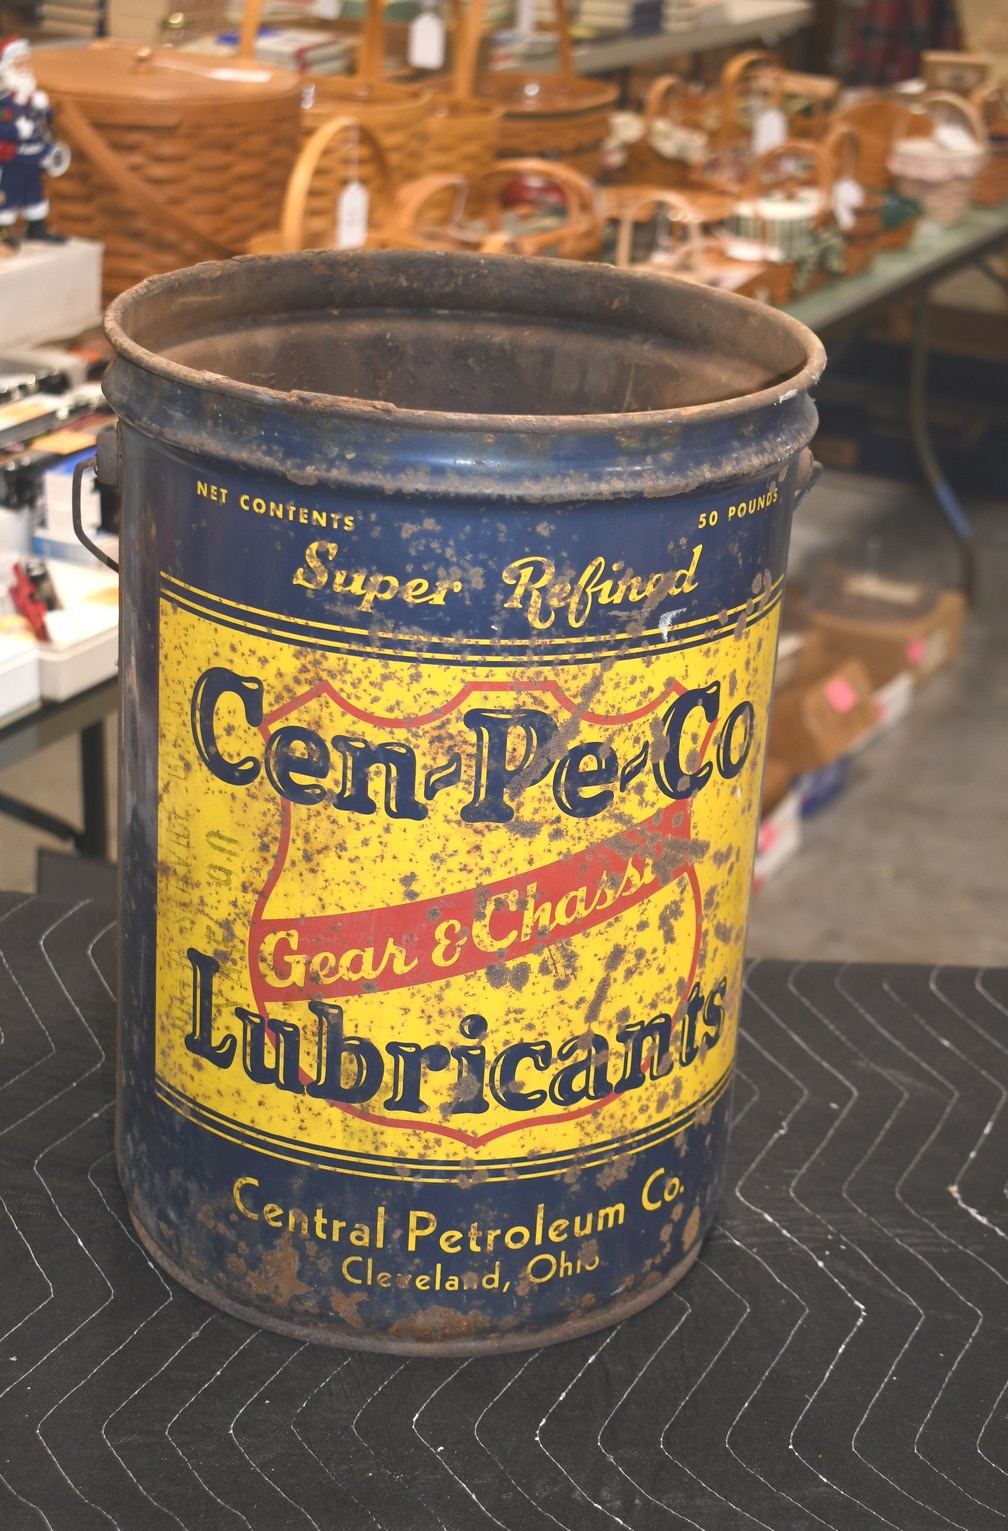 NET CONTENTS
50 POUNDS
Super Refined
Cen-Pe-Co
Gear & Chassis
Lubricants
Central Petroleum Co.
Cleveland, Ohio